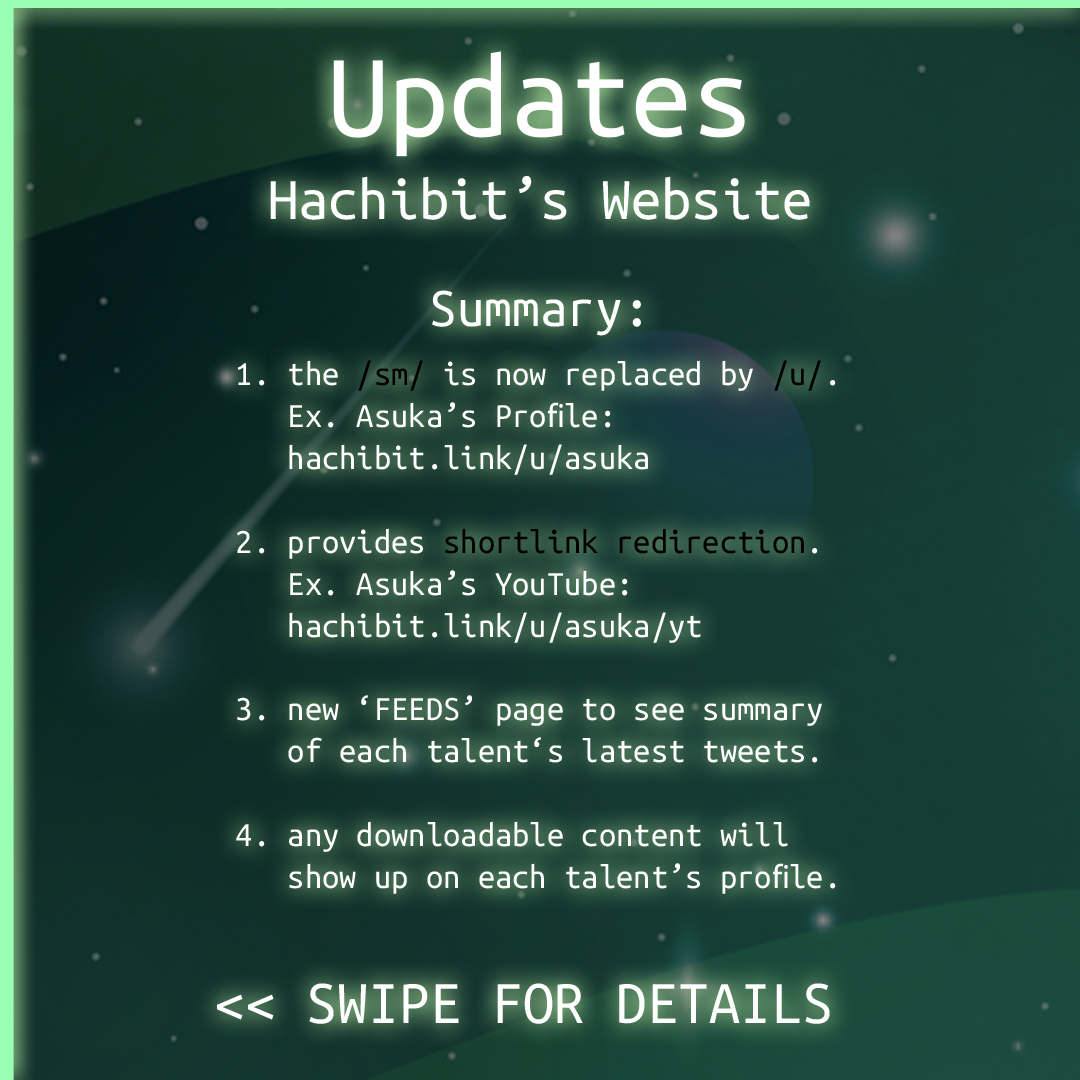 Updates
Hachibit’s Website
Summary:
1. the /sm/ is now replaced by /u/.
Ex. Asuka’s Profile:
hachibit.link/u/asuka
2. provides shortlink redirection.
Ex. Asuka’s YouTube:
hachibit.link/u/asuka/yt
3. new ‘FEEDS’ page to see summary
of each talent‘s latest tweets.
4. any downloadable content will
show up on each talent’s profile.
<< SWIPE FOR DETAILS